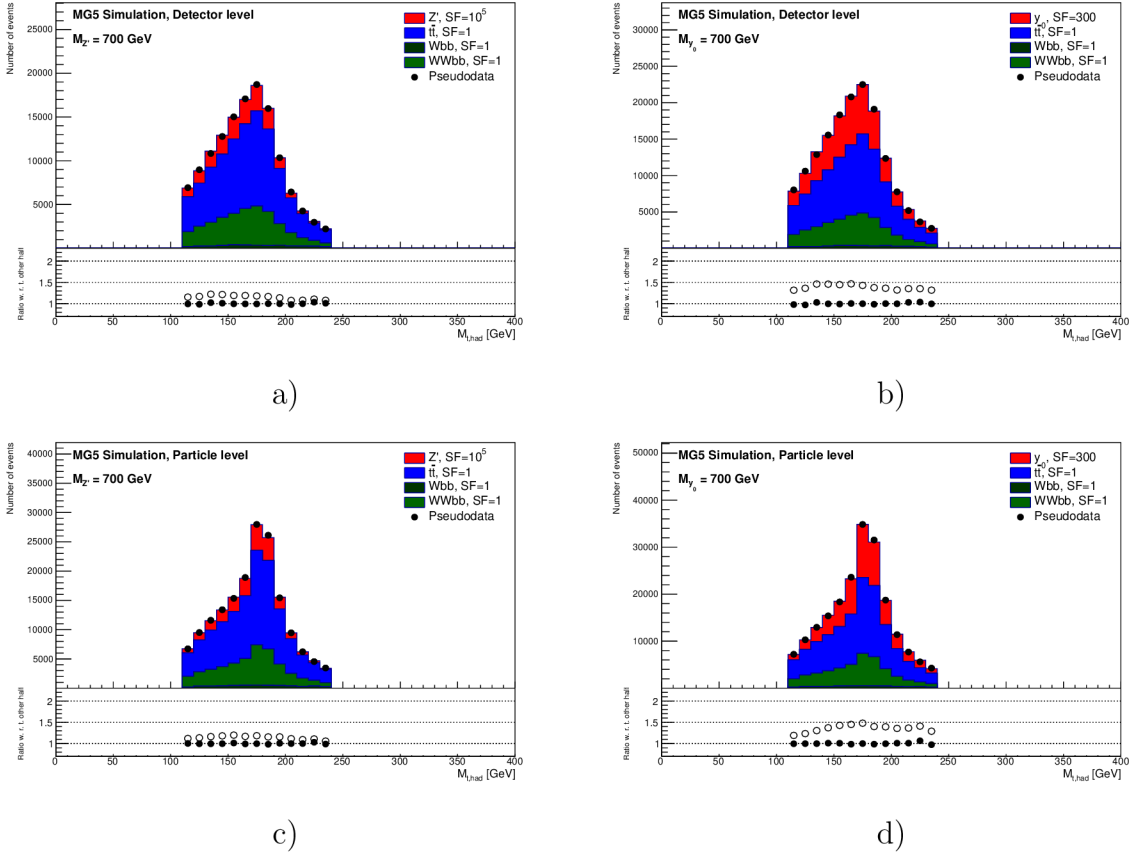 MG5 Simulation, Detector level
M_Z' = 700 GeV
Z', SF=10^5
tt̄, SF=1
Wbb, SF=1
WWbb, SF=1
Pseudodata
Number of events
25000
20000
15000
10000
5000
2
1.5
1
Ratio w. r. t. other half
0 50 100 150 200 250 300 350 400
M_t,had [GeV]
a)
MG5 Simulation, Detector level
M_y_0 = 700 GeV
y_0, SF=300
tt̄, SF=1
Wbb, SF=1
WWbb, SF=1
Pseudodata
Number of events
30000
25000
20000
15000
10000
5000
2
1.5
1
Ratio w. r. t. other half
0 50 100 150 200 250 300 350 400
M_t,had [GeV]
b)
MG5 Simulation, Particle level
M_Z' = 700 GeV
Z', SF=10^5
tt̄, SF=1
Wbb, SF=1
WWbb, SF=1
Pseudodata
Number of events
40000
35000
30000
25000
20000
15000
10000
5000
2
1.5
1
Ratio w. r. t. other half
0 50 100 150 200 250 300 350 400
M_t,had [GeV]
c)
MG5 Simulation, Particle level
M_y_0 = 700 GeV
y_0, SF=300
tt̄, SF=1
Wbb, SF=1
WWbb, SF=1
Pseudodata
Number of events
50000
40000
30000
20000
10000
2
1.5
1
Ratio w. r. t. other half
0 50 100 150 200 250 300 350 400
M_t,had [GeV]
d)